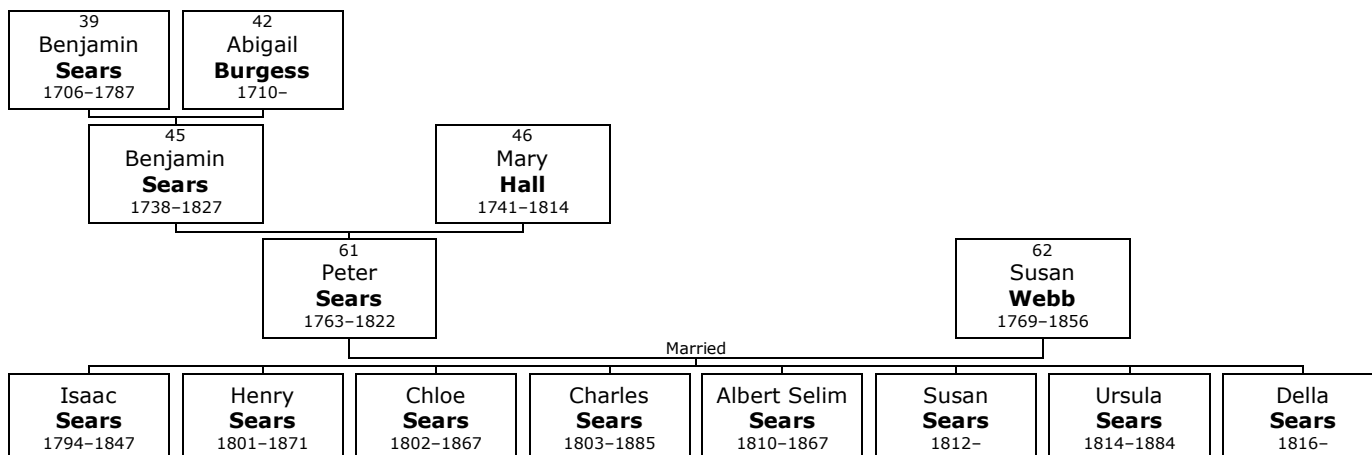 39
Benjamin
Sears
1706–1787
42
Abigail
Burgess
1710–
45
Benjamin
Sears
1738–1827
46
Mary
Hall
1741–1814
61
Peter
Sears
1763–1822
62
Susan
Webb
1769–1856
Married
Isaac
Sears
1794–1847
Henry
Sears
1801–1871
Chloe
Sears
1802–1867
Charles
Sears
1803–1885
Albert Selim
Sears
1810–1867
Susan
Sears
1812–
Ursula
Sears
1814–1884
Della
Sears
1816–